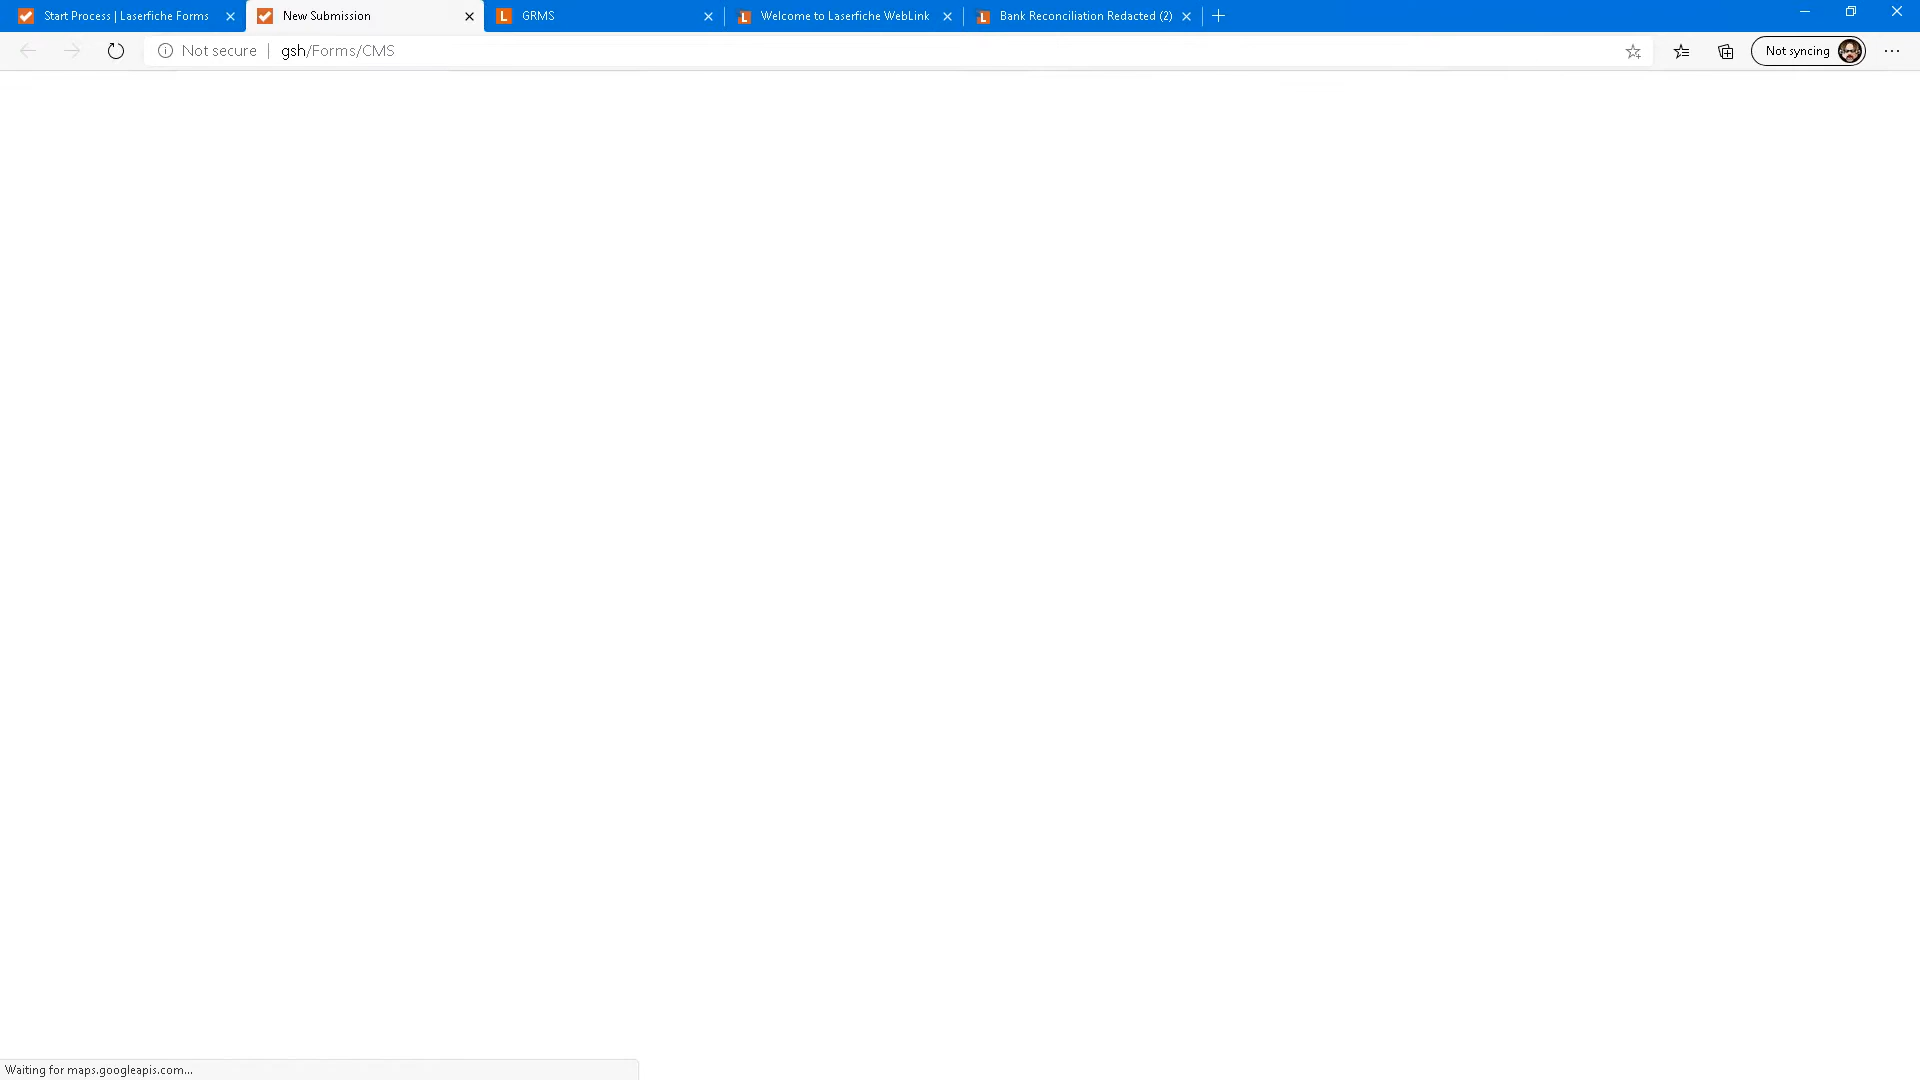 Start Process | Laserfiche Forms
New Submission
L GRMS
L Welcome to Laserfiche WebLink
L Bank Reconciliation Redacted (2)
Not secure | gsh/Forms/CMS
Not syncing
Waiting for maps.googleapis.com...